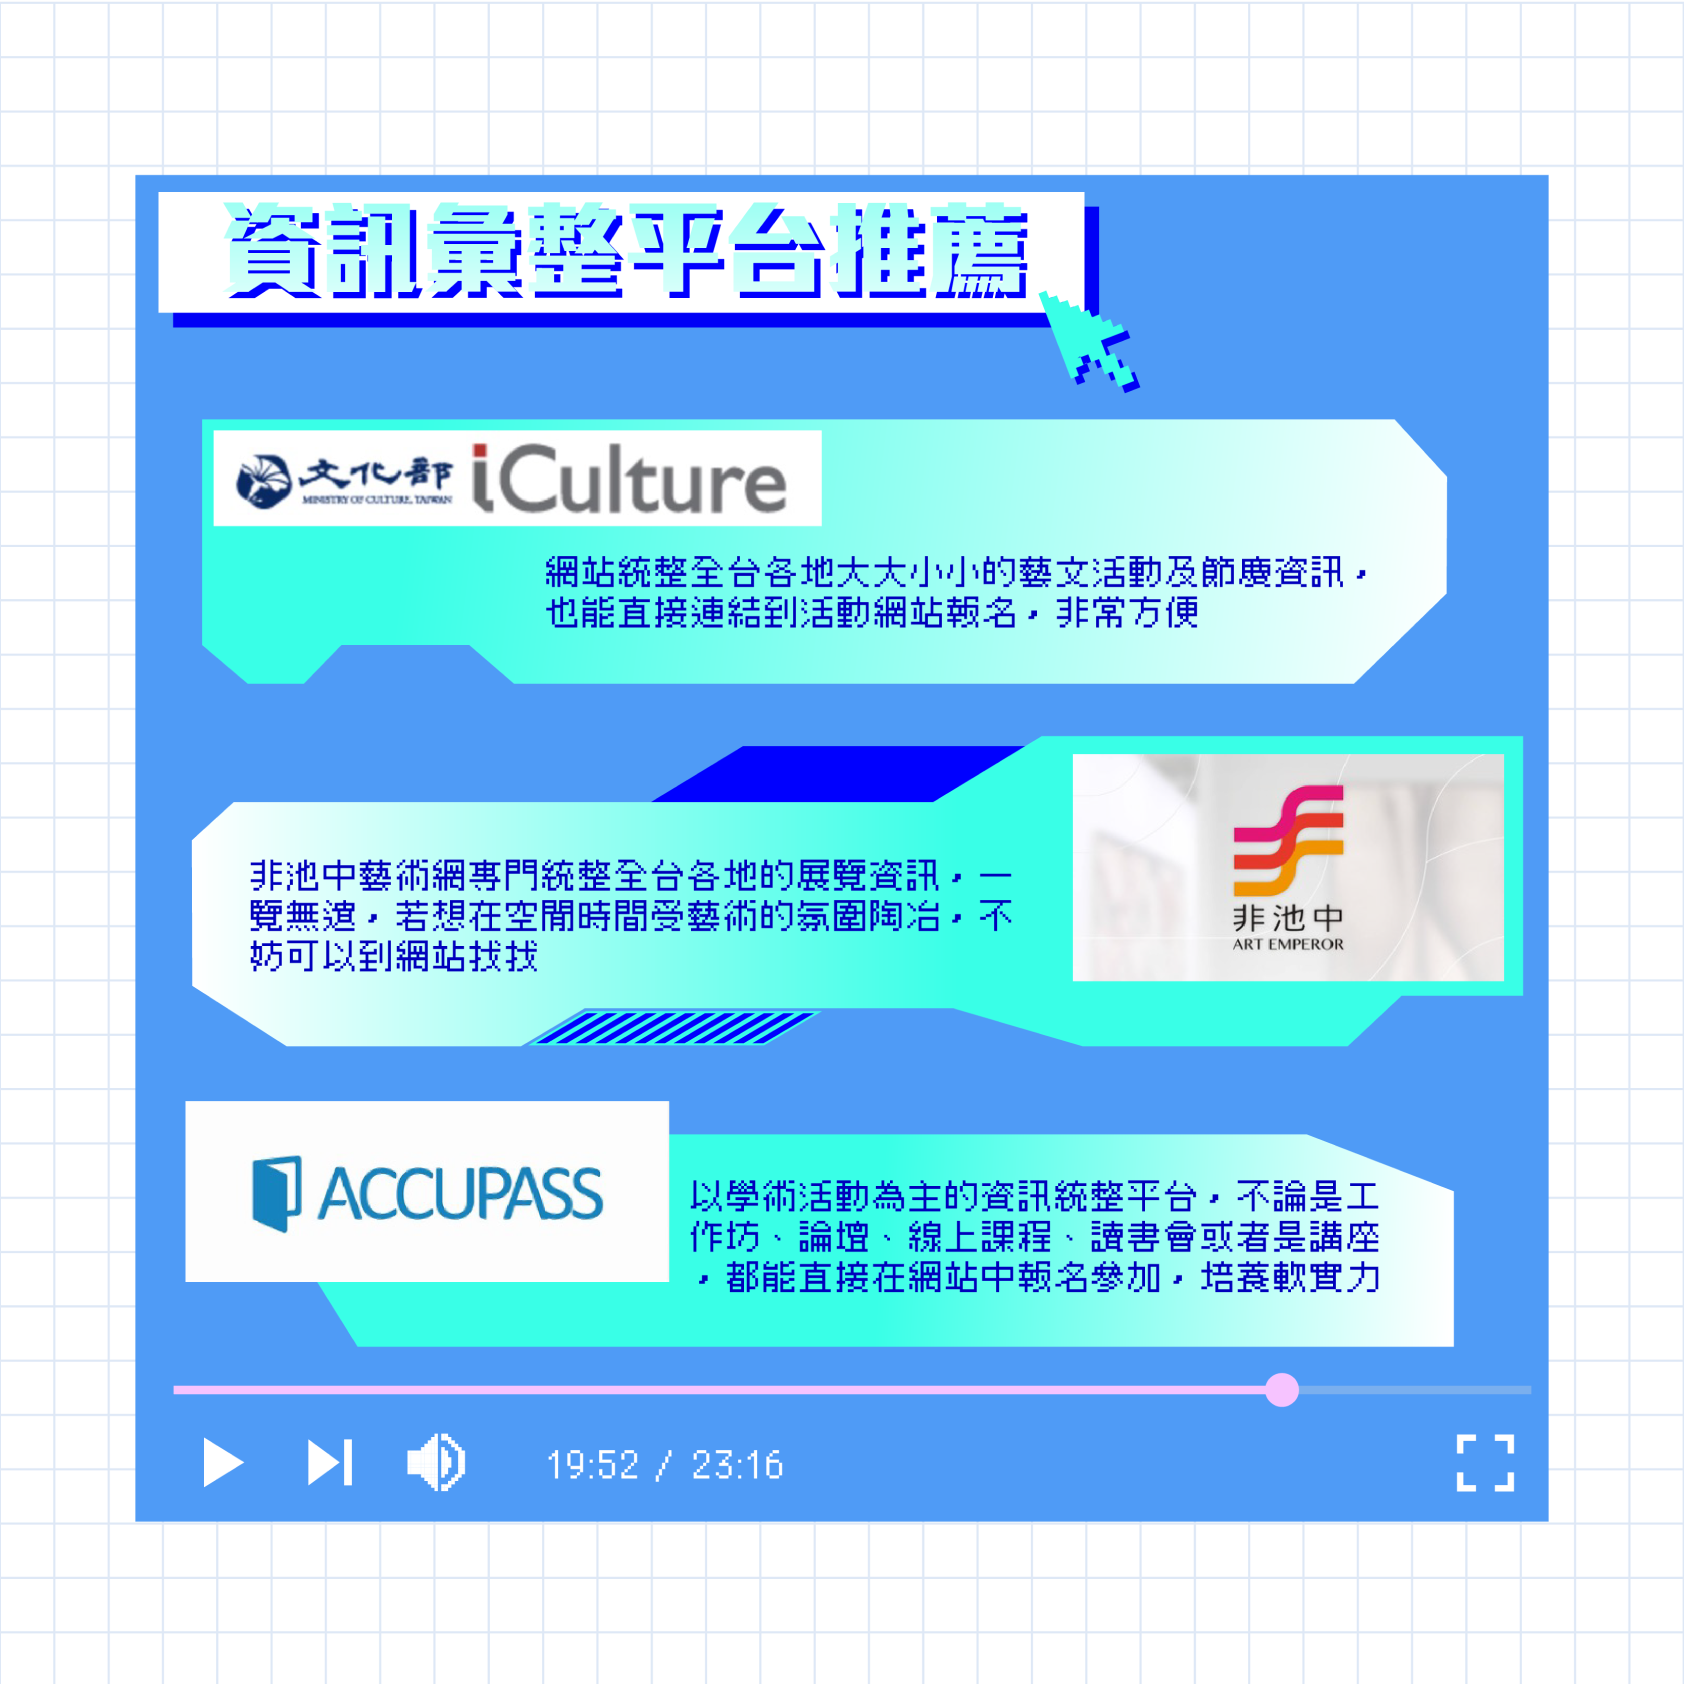 資訊彙整平台推薦
文化部 iCulture
MINISTRY OF CULTURE, TAIWAN
網站統整全台各地大大小小的藝文活動及節慶資訊，
也能直接連結到活動網站報名，非常方便
非池中藝術網專門統整全台各地的展覽資訊，一
覽無遺，若想在空閒時間受藝術的氛圍陶冶，不
妨可以到網站找找
非池中
ART EMPEROR
ACCUPASS
以學術活動為主的資訊統整平台，不論是工
作坊、論壇、線上課程、讀書會或者是講座
，都能直接在網站中報名參加，培養軟實力
19:52 / 23:16